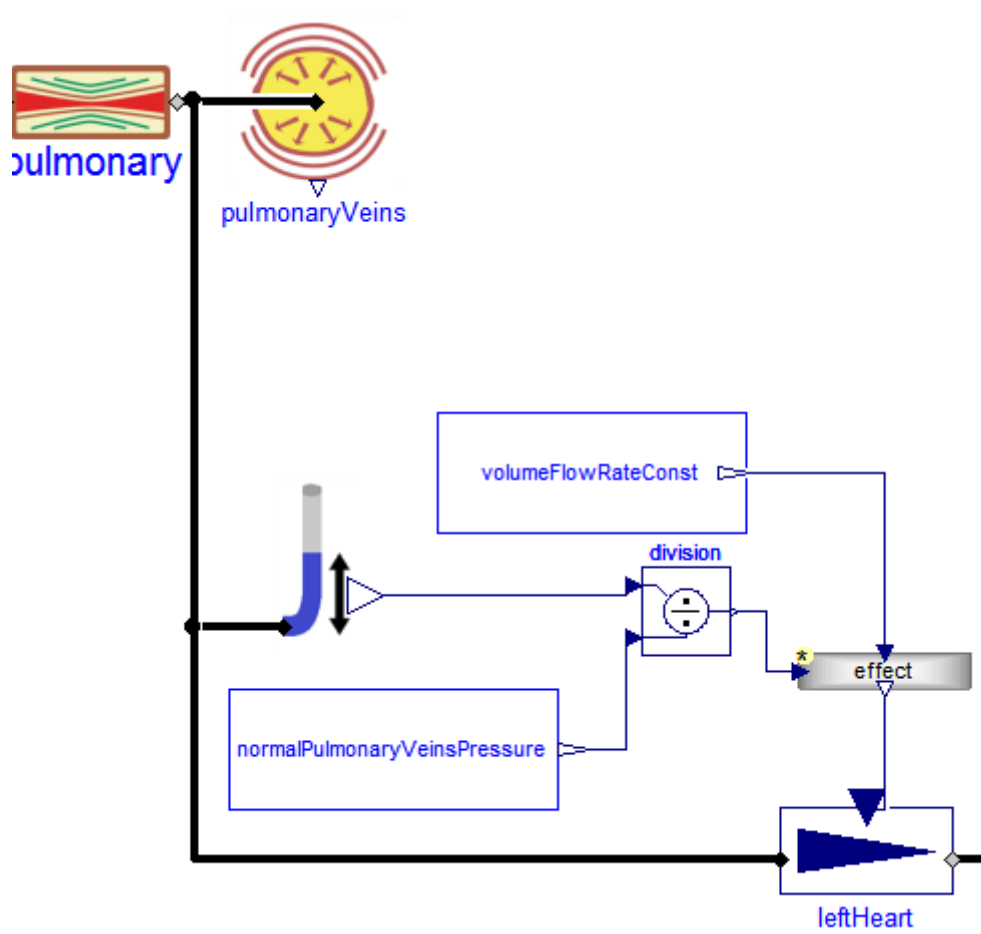 pulmonary
pulmonaryVeins
volumeFlowRateConst
division
*
effect
normalPulmonaryVeinsPressure
leftHeart